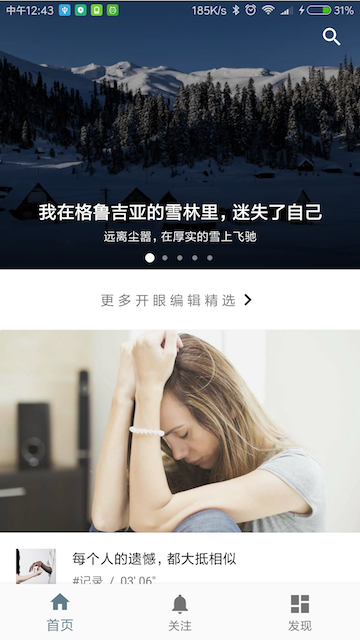 中午12:43 185K/s 31%
我在格鲁吉亚的雪林里，迷失了自己
远离尘嚣，在厚实的雪上飞驰
更多开眼编辑精选
每个人的遗憾，都大抵相似
#记录 / 03' 06"
首页 关注 发现